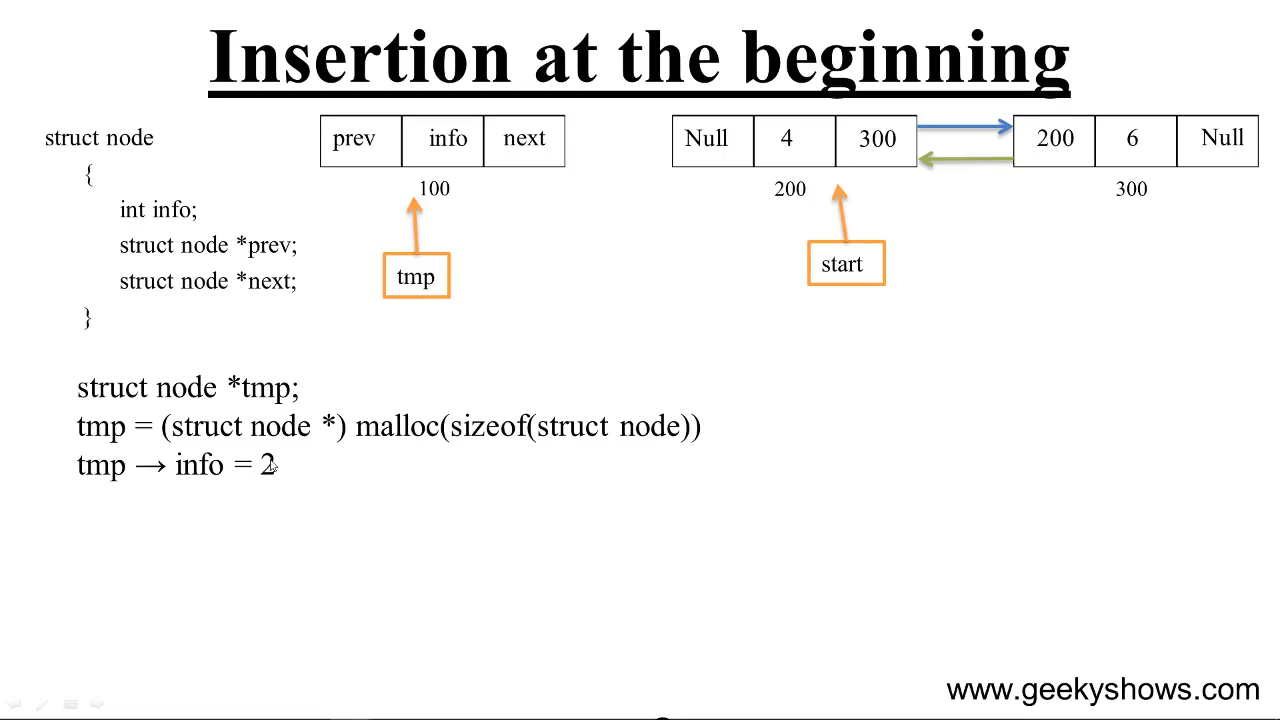 Insertion at the beginning
struct node
{
int info;
struct node *prev;
struct node *next;
}
prev info next
100
tmp
Null 4 300
200
start
200 6 Null
300
struct node *tmp;
tmp = (struct node *) malloc(sizeof(struct node))
tmp → info = 2
www.geekyshows.com